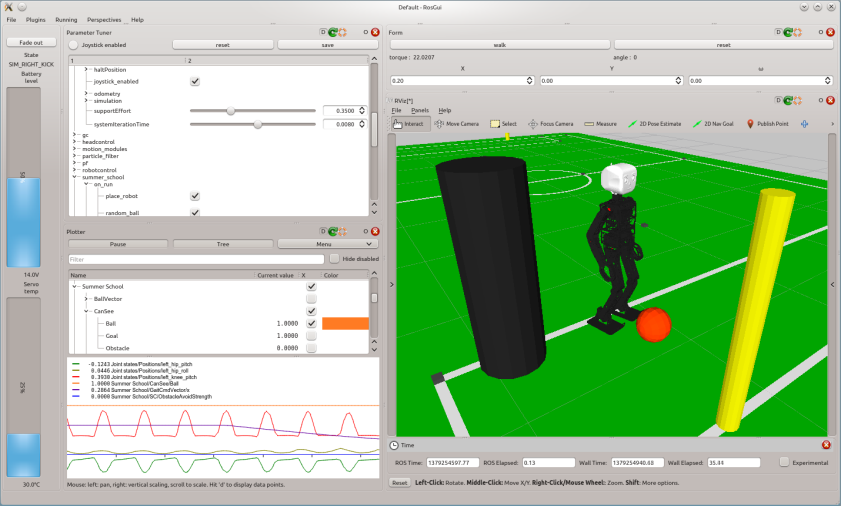 Default - RosGui
File Plugins Running Perspectives Help
Fade out
State
SIM_RIGHT_KICK
Battery
level
14.0V
Servo
temp
25%
30.0°C
Parameter Tuner
Joystick enabled
reset
save
1 2
haltPosition
joystick_enabled
odometry
simulation
supportEffort 0.3500
systemIterationTime 0.0080
gc
headcontrol
motion_modules
particle_filter
pf
robotcontrol
summer_school
on_run
place_robot
random_ball
Plotter
Pause Tree Menu
Filter Hide disabled
Name Current value X Color
Summer School
BallVector
CanSee
Ball 1.0000
Goal 1.0000
Obstacle 0.0000
-0.1243 Joint states/Positions/left_hip_pitch
0.0446 Joint states/Positions/left_hip_roll
0.3930 Joint states/Positions/left_knee_pitch
1.0000 Summer School/CanSee/Ball
0.2864 Summer School/GaitCmdVector/x
0.0000 Summer School/SC/ObstacleAvoidStrength
Mouse: left: pan, right: vertical scaling, scroll to scale. Hit 'd' to display data points.
Form
walk reset
torque : 22.0207 angle : 0
X Y ω
0.20 0.00 0.00
RViz[*]
File Panels Help
Interact Move Camera Select Focus Camera Measure 2D Pose Estimate 2D Nav Goal Publish Point
Time
ROS Time: 1379254597.77 ROS Elapsed: 0.13 Wall Time: 1379254940.68 Wall Elapsed: 35.44 Experimental
Reset Left-Click: Rotate. Middle-Click: Move X/Y. Right-Click/Mouse Wheel: Zoom. Shift: More options.